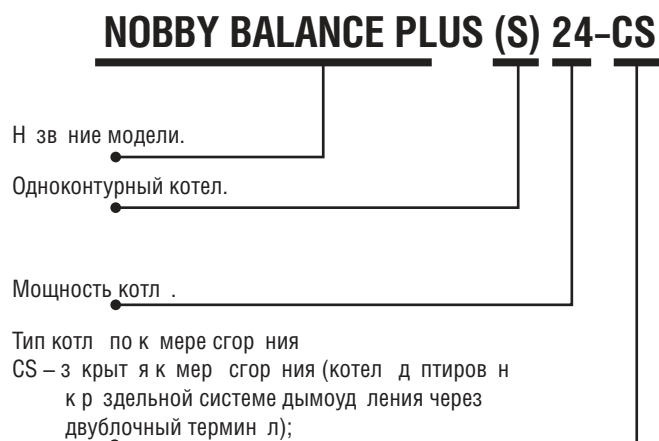 NOBBY BALANCE PLUS (S) 24–CS
Н зв ние модели.
Одноконтурный котел.
Мощность котл .
Тип котл по к мере сгор ния
CS – з крыт я к мер сгор ния (котел д птиров н
к р здельной системе дымоуд ления через
двублочный термин л);